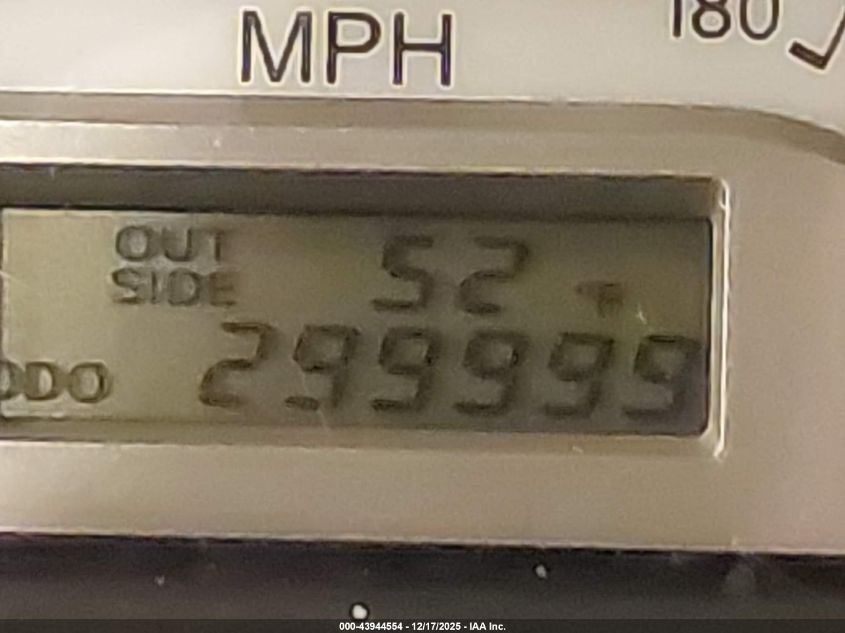 MPH
180
OUT 52 °F
SIDE
ODO 299999
000-43944554 - 12/17/2025 - IAA Inc.